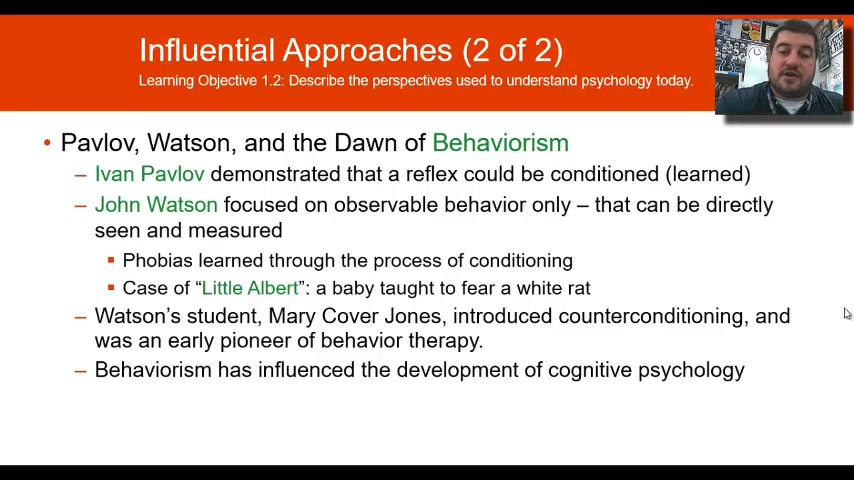 Influential Approaches (2 of 2)
Learning Objective 1.2: Describe the perspectives used to understand psychology today.
• Pavlov, Watson, and the Dawn of Behaviorism
– Ivan Pavlov demonstrated that a reflex could be conditioned (learned)
– John Watson focused on observable behavior only – that can be directly
seen and measured
▪ Phobias learned through the process of conditioning
▪ Case of “Little Albert”: a baby taught to fear a white rat
– Watson’s student, Mary Cover Jones, introduced counterconditioning, and
was an early pioneer of behavior therapy.
– Behaviorism has influenced the development of cognitive psychology